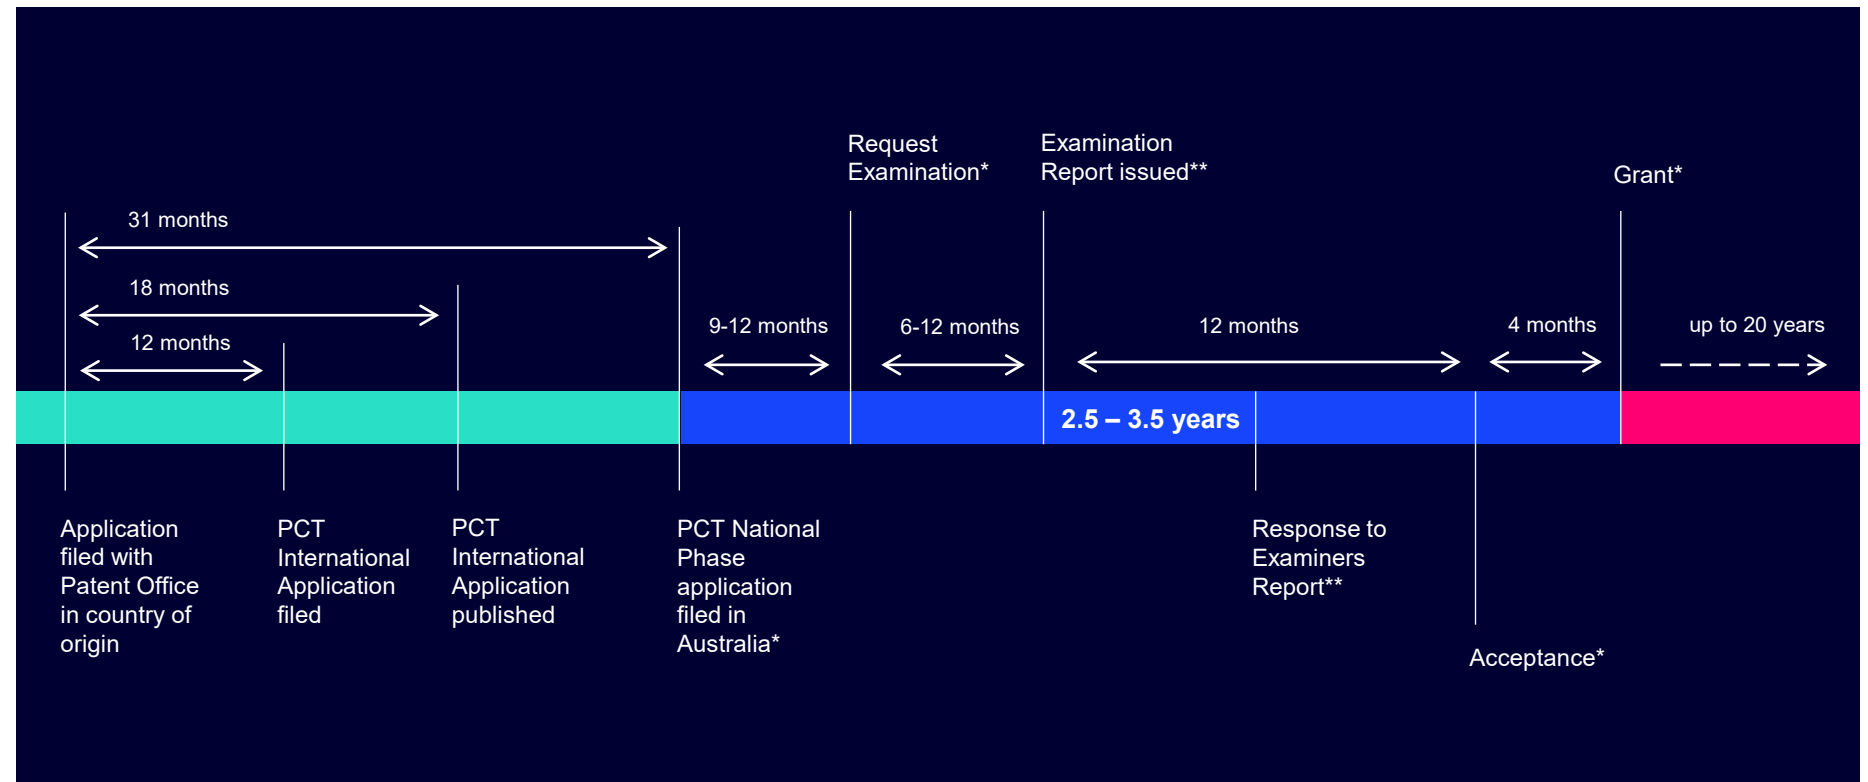 Request
Examination*
Examination
Report issued**
Grant*
31 months
18 months
12 months
9-12 months
6-12 months
12 months
4 months
up to 20 years
2.5 – 3.5 years
Application
filed with
Patent Office
in country of
origin
PCT
International
Application
filed
PCT
International
Application
published
PCT National
Phase
application
filed in
Australia*
Response to
Examiners
Report**
Acceptance*